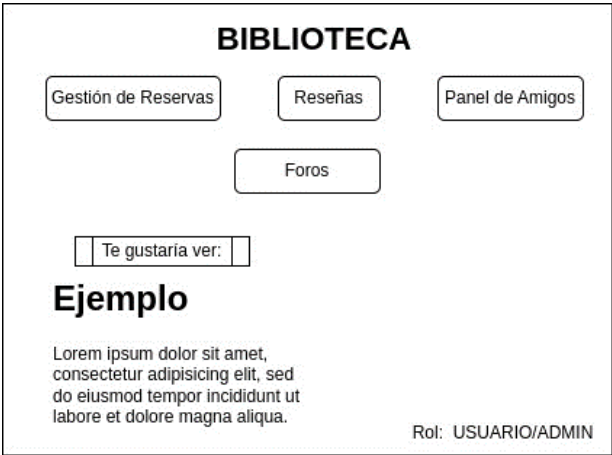 BIBLIOTECA
Gestión de Reservas
Reseñas
Panel de Amigos
Foros
Te gustaría ver:
Ejemplo
Lorem ipsum dolor sit amet,
consectetur adipisicing elit, sed
do eiusmod tempor incididunt ut
labore et dolore magna aliqua.
Rol: USUARIO/ADMIN